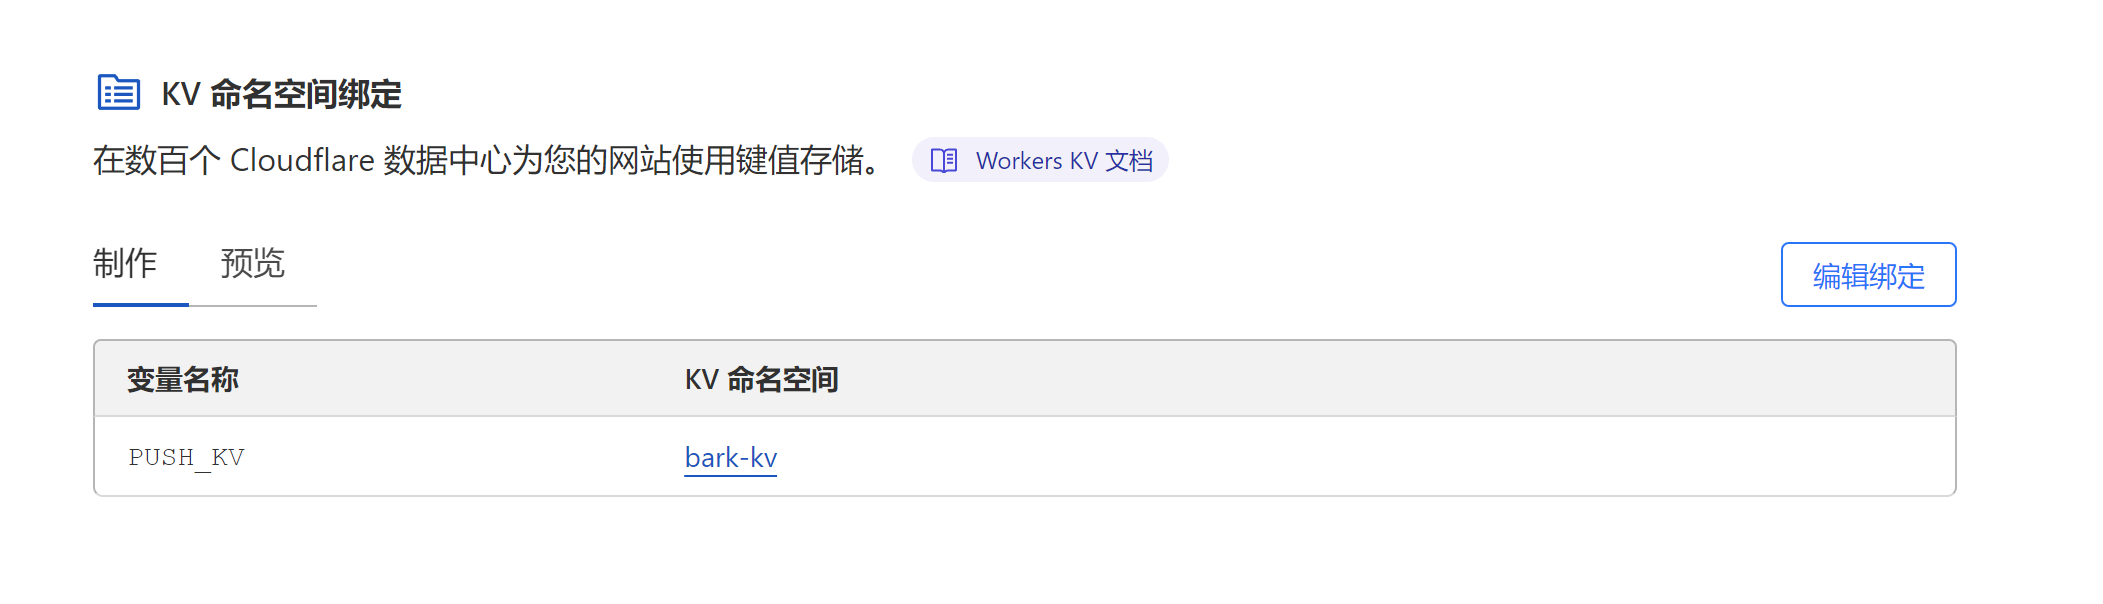 KV 命名空间绑定
在数百个 Cloudflare 数据中心为您的网站使用键值存储。 Workers KV 文档
制作 预览 编辑绑定
变量名称 KV 命名空间
PUSH_KV bark-kv